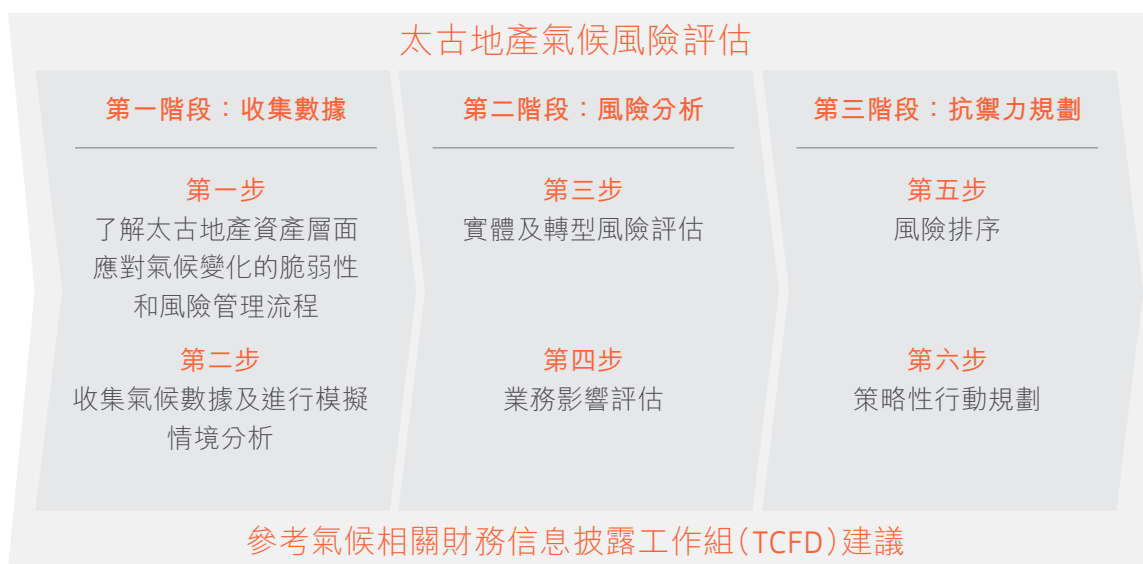 太古地產氣候風險評估
第一階段：收集數據
第一步
了解太古地產資產層面
應對氣候變化的脆弱性
和風險管理流程
第二步
收集氣候數據及進行模擬
情境分析
第二階段：風險分析
第三步
實體及轉型風險評估
第四步
業務影響評估
第三階段：抗禦力規劃
第五步
風險排序
第六步
策略性行動規劃
參考氣候相關財務信息披露工作組（TCFD）建議